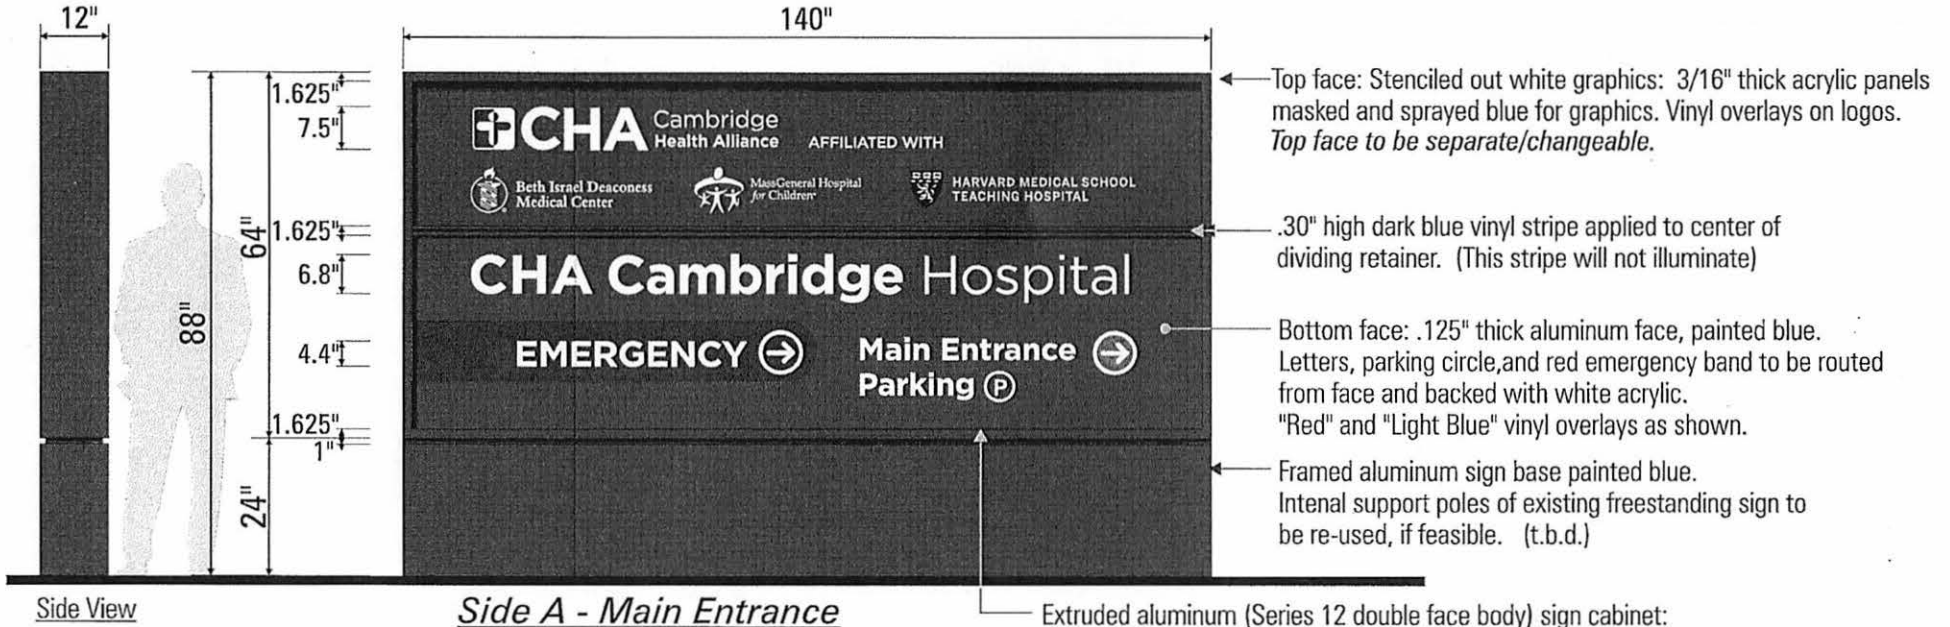 12"
140"
1.625"
7.5"
1.625"
6.8"
4.4"
1.625"
1"
64"
88"
24"
CHA Cambridge
Health Alliance AFFILIATED WITH
Beth Israel Deaconess
Medical Center
MassGeneral Hospital
for Children
HARVARD MEDICAL SCHOOL
TEACHING HOSPITAL
CHA Cambridge Hospital
EMERGENCY
Main Entrance
Parking P
Top face: Stenciled out white graphics: 3/16" thick acrylic panels
masked and sprayed blue for graphics. Vinyl overlays on logos.
Top face to be separate/changeable.
.30" high dark blue vinyl stripe applied to center of
dividing retainer. (This stripe will not illuminate)
Bottom face: .125" thick aluminum face, painted blue.
Letters, parking circle,and red emergency band to be routed
from face and backed with white acrylic.
"Red" and "Light Blue" vinyl overlays as shown.
Framed aluminum sign base painted blue.
Intenal support poles of existing freestanding sign to
be re-used, if feasible. (t.b.d.)
Side View
Side A - Main Entrance
Extruded aluminum (Series 12 double face body) sign cabinet: